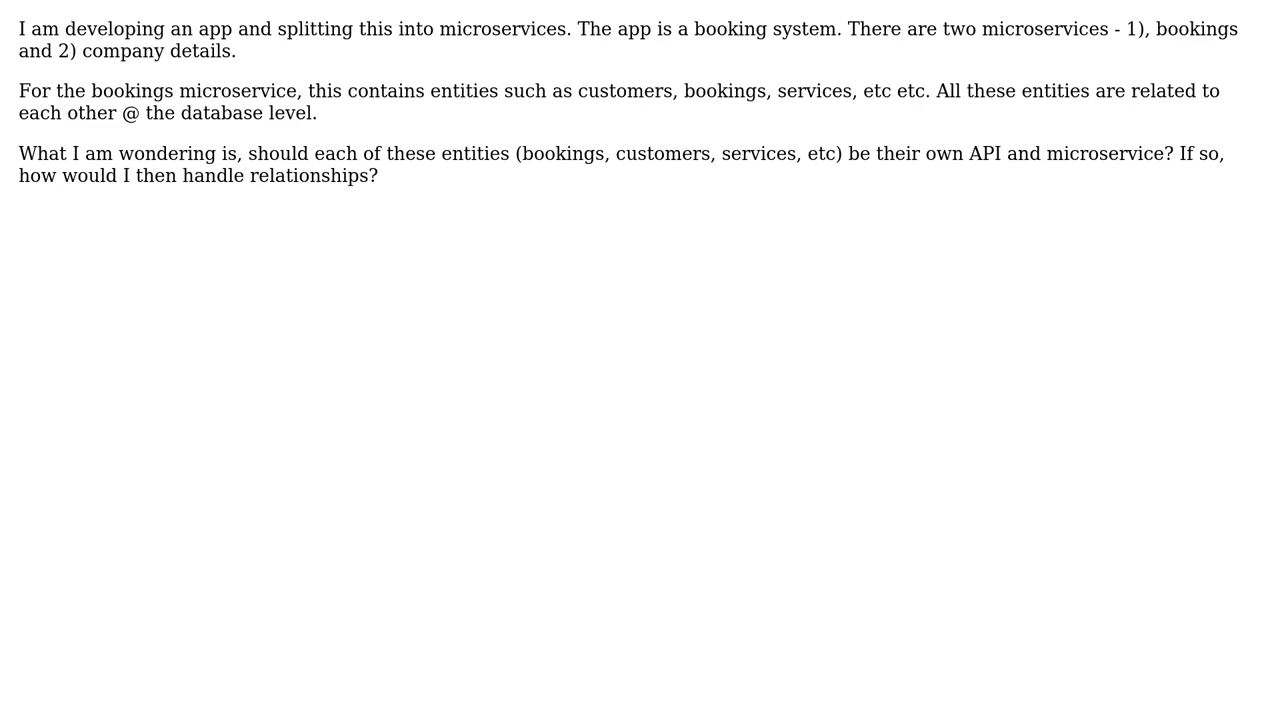 I am developing an app and splitting this into microservices. The app is a booking system. There are two microservices - 1), bookings
and 2) company details.
For the bookings microservice, this contains entities such as customers, bookings, services, etc etc. All these entities are related to
each other @ the database level.
What I am wondering is, should each of these entities (bookings, customers, services, etc) be their own API and microservice? If so,
how would I then handle relationships?